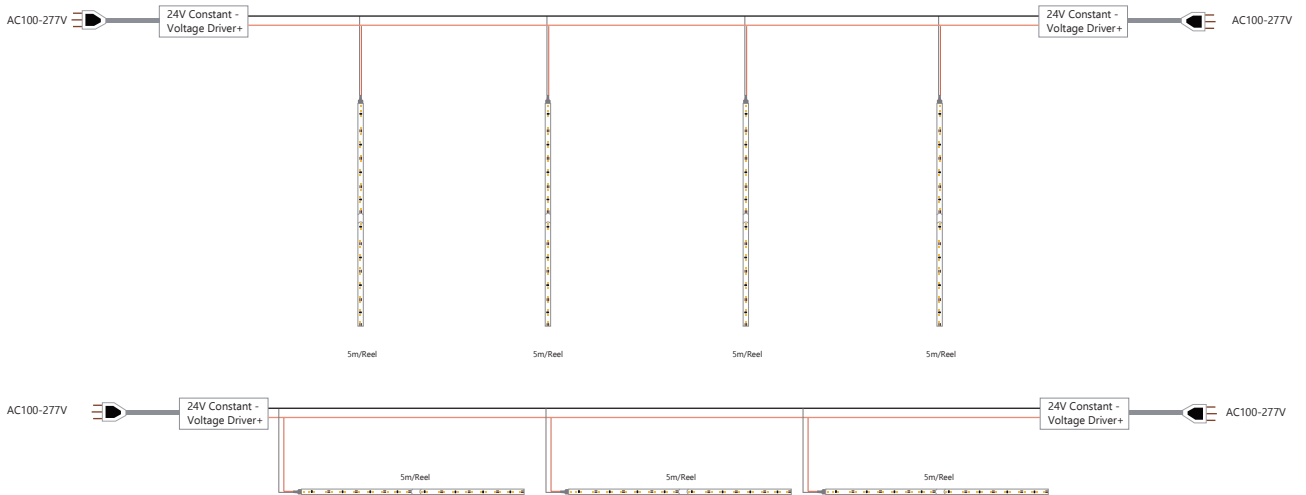 AC100-277V
24V Constant -
Voltage Driver+
24V Constant -
Voltage Driver+
AC100-277V
5m/Reel
5m/Reel
5m/Reel
5m/Reel
AC100-277V
24V Constant -
Voltage Driver+
24V Constant -
Voltage Driver+
AC100-277V
5m/Reel
5m/Reel
5m/Reel